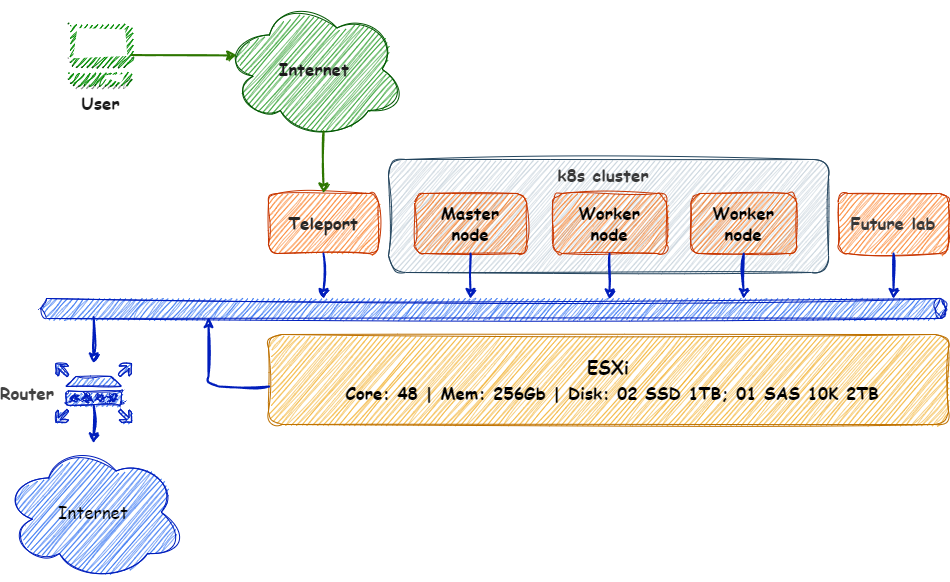 Internet
User
k8s cluster
Teleport
Master
node
Worker
node
Worker
node
Future lab
ESXi
Core: 48 | Mem: 256Gb | Disk: 02 SSD 1TB; 01 SAS 10K 2TB
Router
Internet